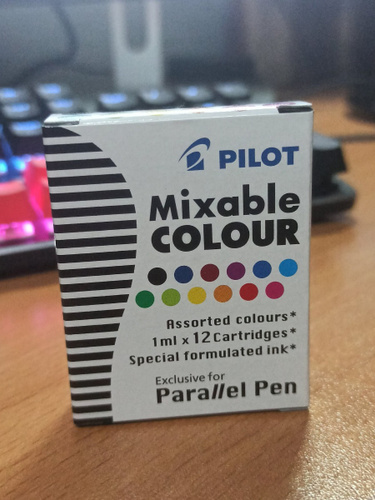 PILOT
Mixable
COLOUR
Assorted colours*
1ml x 12 Cartridges*
Special formulated ink*
Exclusive for
Parallel Pen